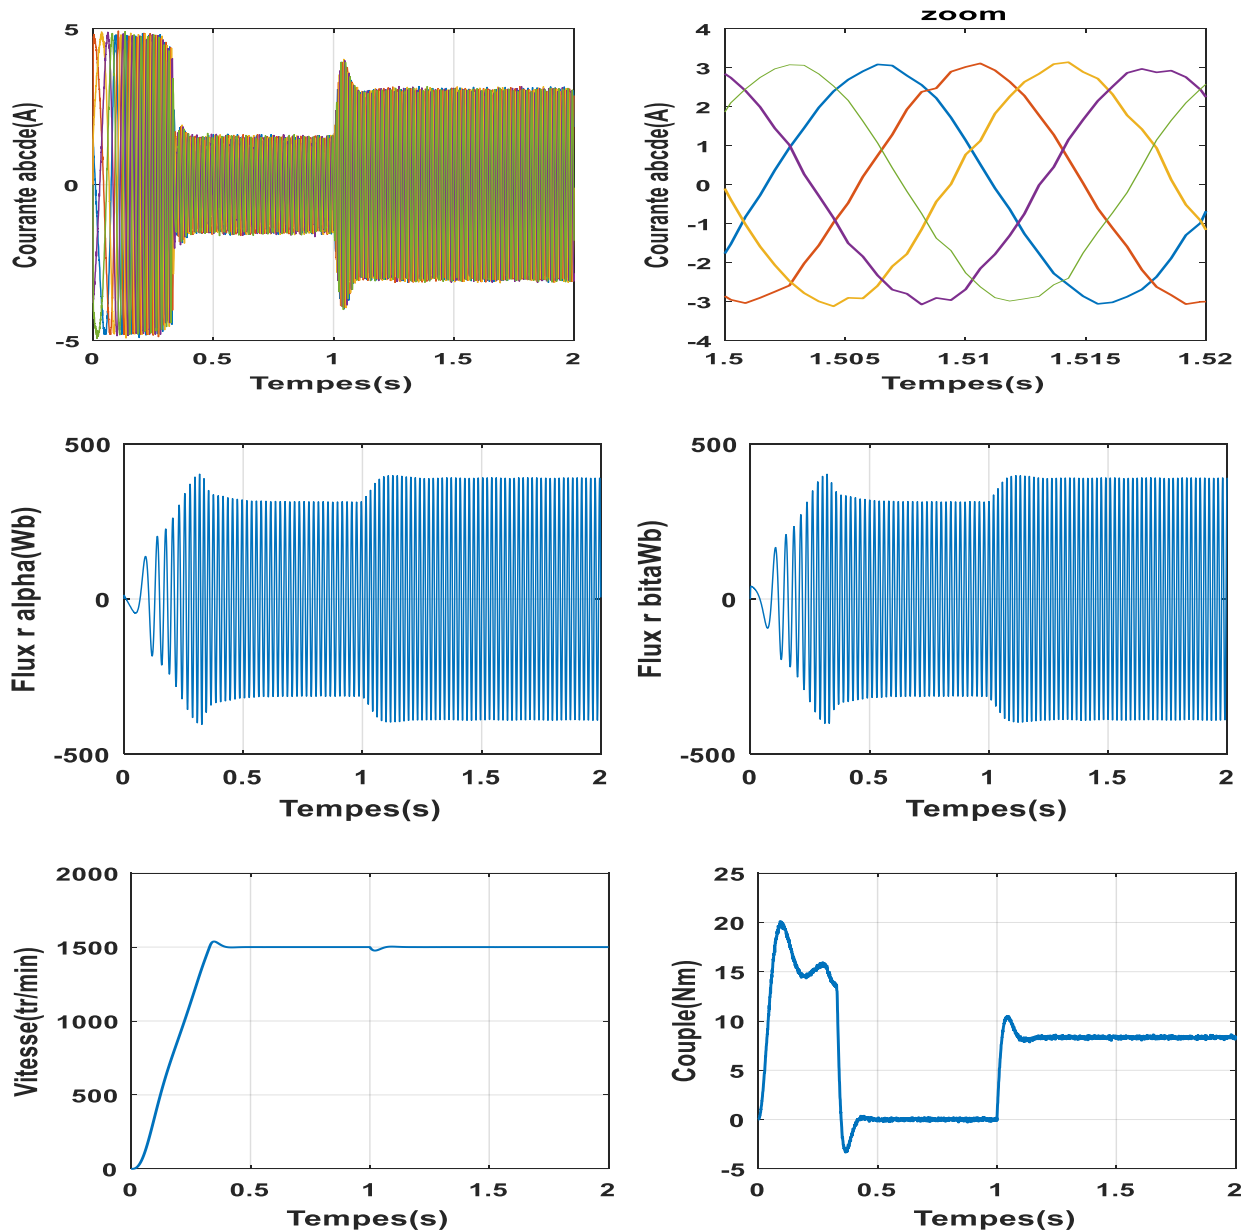 zoom
5
0
-5
Courante abcde(A)
0 0.5 1 1.5 2
Tempes(s)
4
3
2
1
0
-1
-2
-3
-4
Courante abcde(A)
1.5 1.505 1.51 1.515 1.52
Tempes(s)
500
0
-500
Flux r alpha(Wb)
0 0.5 1 1.5 2
Tempes(s)
500
0
-500
Flux r bitaWb)
0 0.5 1 1.5 2
Tempes(s)
2000
1500
1000
500
0
Vitesse(tr/min)
0 0.5 1 1.5 2
Tempes(s)
25
20
15
10
5
0
-5
Couple(Nm)
0 0.5 1 1.5 2
Tempes(s)